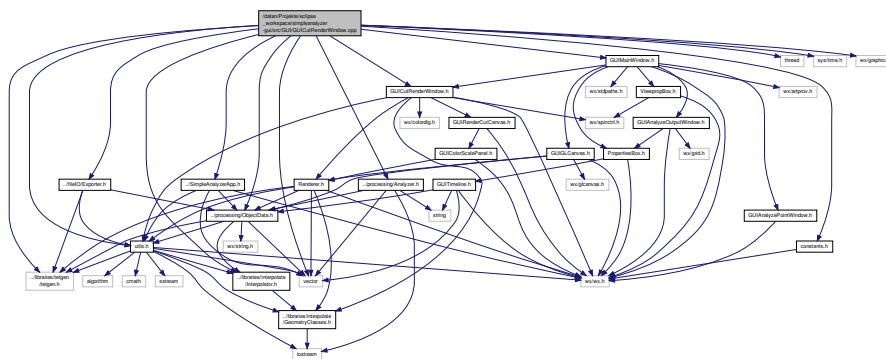 /daten/Projekte/eclipse
_workspace/simpleanalyzer
-gui/src/GUI/GUICutRenderWindow.cpp
GUIMainWindow.h
thread
sys/time.h
wx/graphics
GUICutRenderWindow.h
wx/stdpaths.h
ViewpropBox.h
wx/artprov.h
wx/colordlg.h
GUIRenderCutCanvas.h
wx/spinctrl.h
GUIAnalyzeOutputWindow.h
GUIColorScalePanel.h
GUIGLCanvas.h
PropertiesBox.h
wx/grid.h
../fileIO/Exporter.h
../SimpleAnalyzerApp.h
Renderer.h
../processing/Analyzer.h
GUITimeline.h
wx/glcanvas.h
../processing/ObjectData.h
string
GUIAnalyzePointWindow.h
utils.h
wx/string.h
constants.h
../libraries/tetgen
/tetgen.h
algorithm
cmath
sstream
../libraries/interpolate
/Interpolator.h
vector
wx/wx.h
../libraries/interpolate
/GeometryClasses.h
iostream